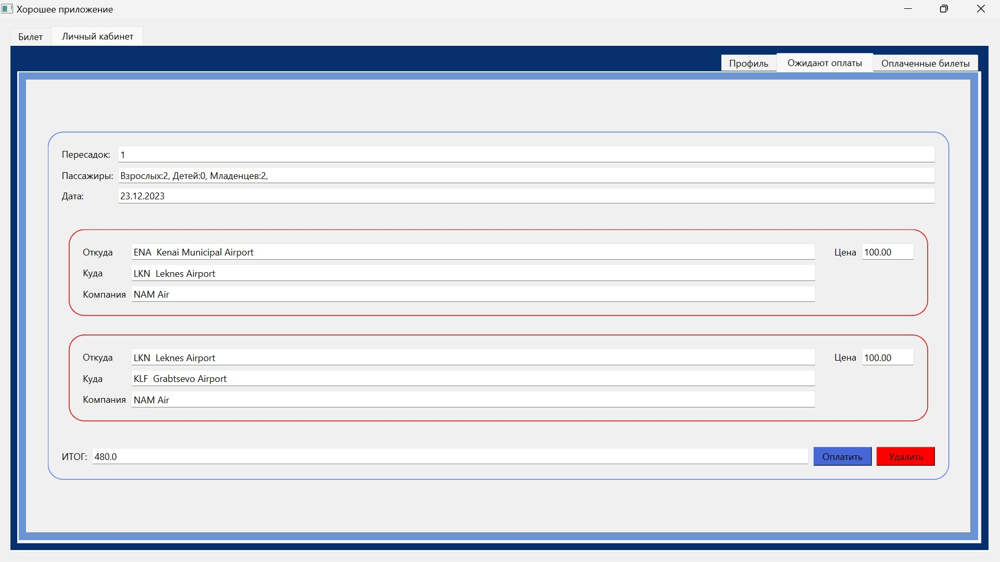 Хорошее приложение
Билет Личный кабинет
Профиль Ожидают оплаты Оплаченные билеты
Пересадок: 1
Пассажиры: Взрослых:2, Детей:0, Младенцев:2,
Дата: 23.12.2023
Откуда ENA Kenai Municipal Airport Цена 100.00
Куда LKN Leknes Airport
Компания NAM Air
Откуда LKN Leknes Airport Цена 100.00
Куда KLF Grabtsevo Airport
Компания NAM Air
ИТОГ: 480.0 Оплатить Удалить